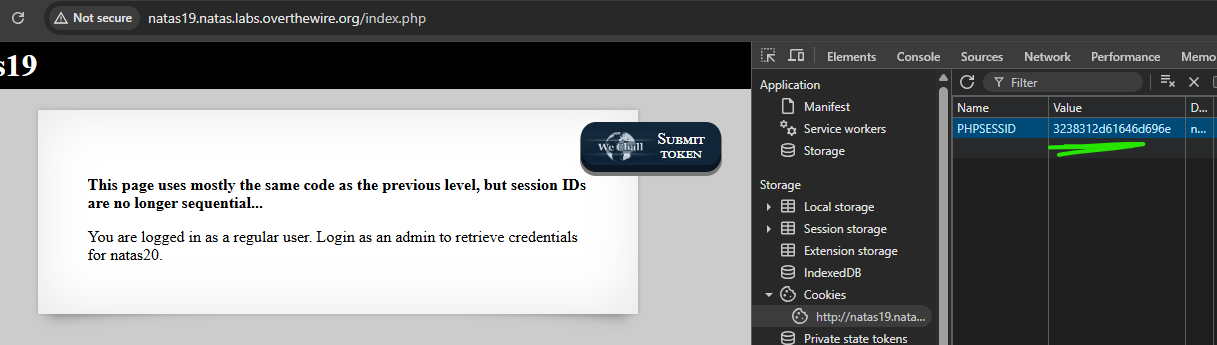 Not secure
natas19.natas.labs.overthewire.org/index.php
s19
We Chall
SUBMIT
TOKEN
This page uses mostly the same code as the previous level, but session IDs
are no longer sequential...
You are logged in as a regular user. Login as an admin to retrieve credentials
for natas20.
Elements Console Sources Network Performance Memo
Application
Manifest
Service workers
Storage
Storage
Local storage
Session storage
Extension storage
IndexedDB
Cookies
http://natas19.nata...
Private state tokens
Filter
Name Value D...
PHPSESSID 3238312d61646d696e n...